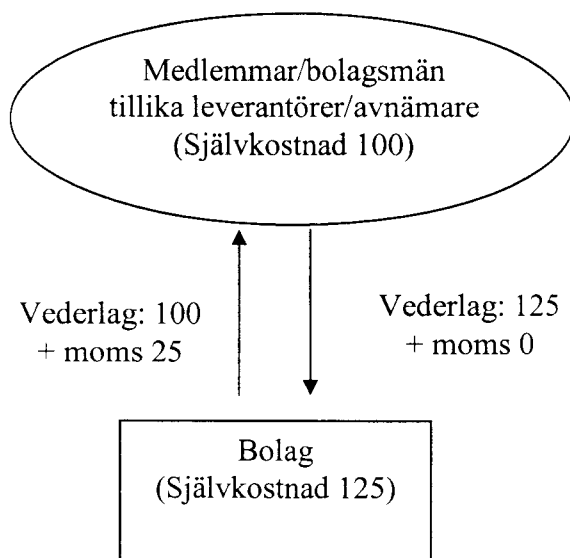 Medlemmar/bolagsmän
tillika leverantörer/avnämare
(Självkostnad 100)
Vederlag: 100
+ moms 25
Vederlag: 125
+ moms 0
Bolag
(Självkostnad 125)